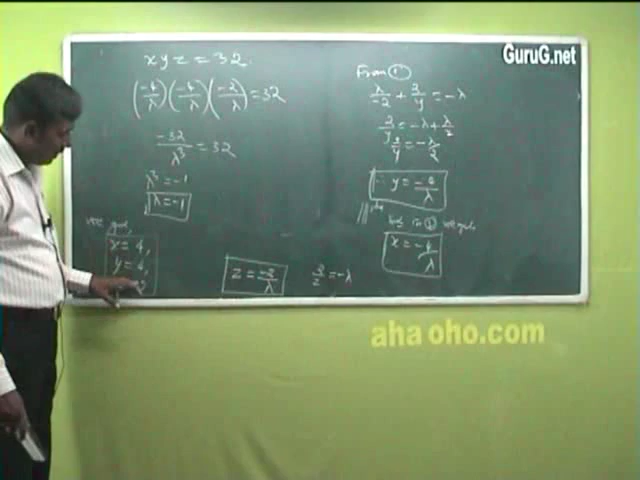 xyz = 32
(-4/λ)(-4/λ)(-2/λ) = 32
-32/λ³ = 32
λ³ = -1
λ = -1
x = 4,
y = 4,
2
z = -2/λ
2/z = -λ
From ①
λ/-2 + 2/y = -λ
2/y = -λ + λ/2
2/y = -λ/2
∴ y = -4/λ
x = -4/λ
GuruG.net
aha oho.com